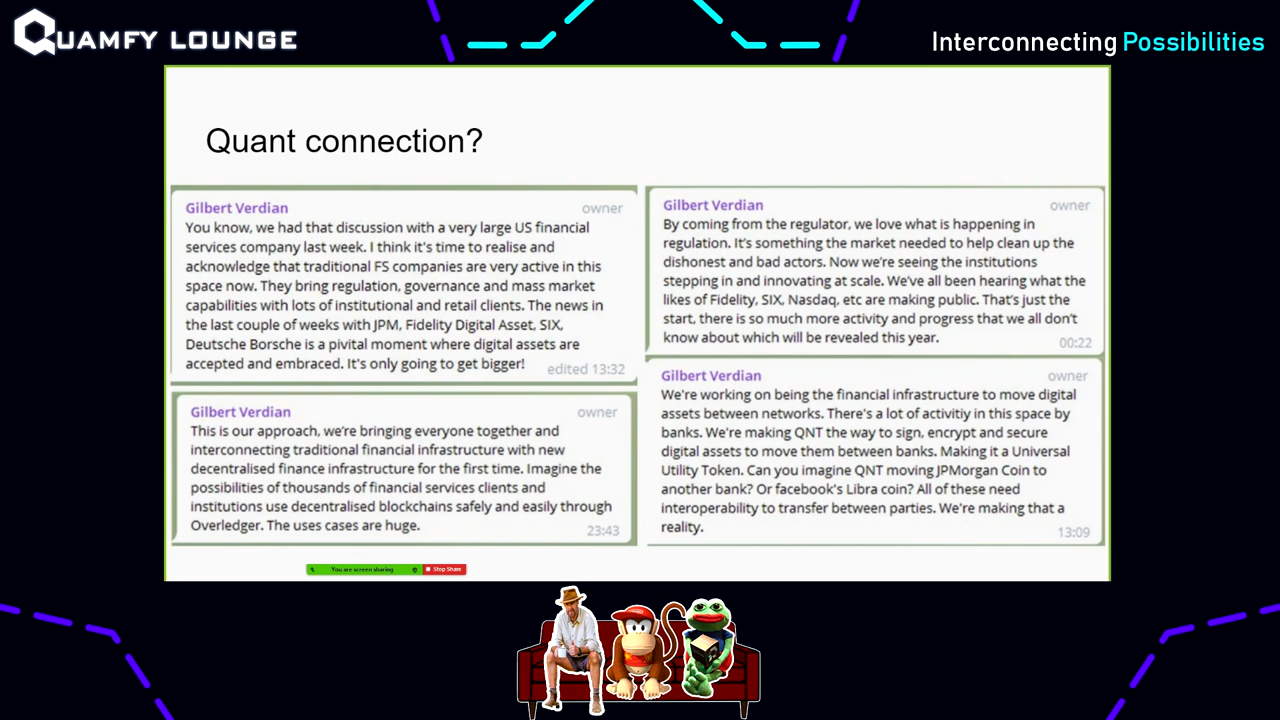 QUAMFY LOUNGE
Interconnecting Possibilities
Quant connection?
Gilbert Verdian owner
You know, we had that discussion with a very large US financial
services company last week. I think it's time to realise and
acknowledge that traditional FS companies are very active in this
space now. They bring regulation, governance and mass market
capabilities with lots of institutional and retail clients. The news in
the last couple of weeks with JPM, Fidelity Digital Asset, SIX,
Deutsche Borsche is a pivital moment where digital assets are
accepted and embraced. It's only going to get bigger! edited 13:32
Gilbert Verdian owner
This is our approach, we're bringing everyone together and
interconnecting traditional financial infrastructure with new
decentralised finance infrastructure for the first time. Imagine the
possibilities of thousands of financial services clients and
institutions use decentralised blockchains safely and easily through
Overledger. The uses cases are huge. 23:43
Gilbert Verdian owner
By coming from the regulator, we love what is happening in
regulation. It's something the market needed to help clean up the
dishonest and bad actors. Now we're seeing the institutions
stepping in and innovating at scale. We've all been hearing what the
likes of Fidelity, SIX, Nasdaq, etc are making public. That's just the
start, there is so much more activity and progress that we all don't
know about which will be revealed this year. 00:22
Gilbert Verdian owner
We're working on being the financial infrastructure to move digital
assets between networks. There's a lot of activitiy in this space by
banks. We're making QNT the way to sign, encrypt and secure
digital assets to move them between banks. Making it a Universal
Utility Token. Can you imagine QNT moving JPMorgan Coin to
another bank? Or facebook's Libra coin? All of these need
interoperability to transfer between parties. We're making that a
reality. 13:09
You are screen sharing Stop Share